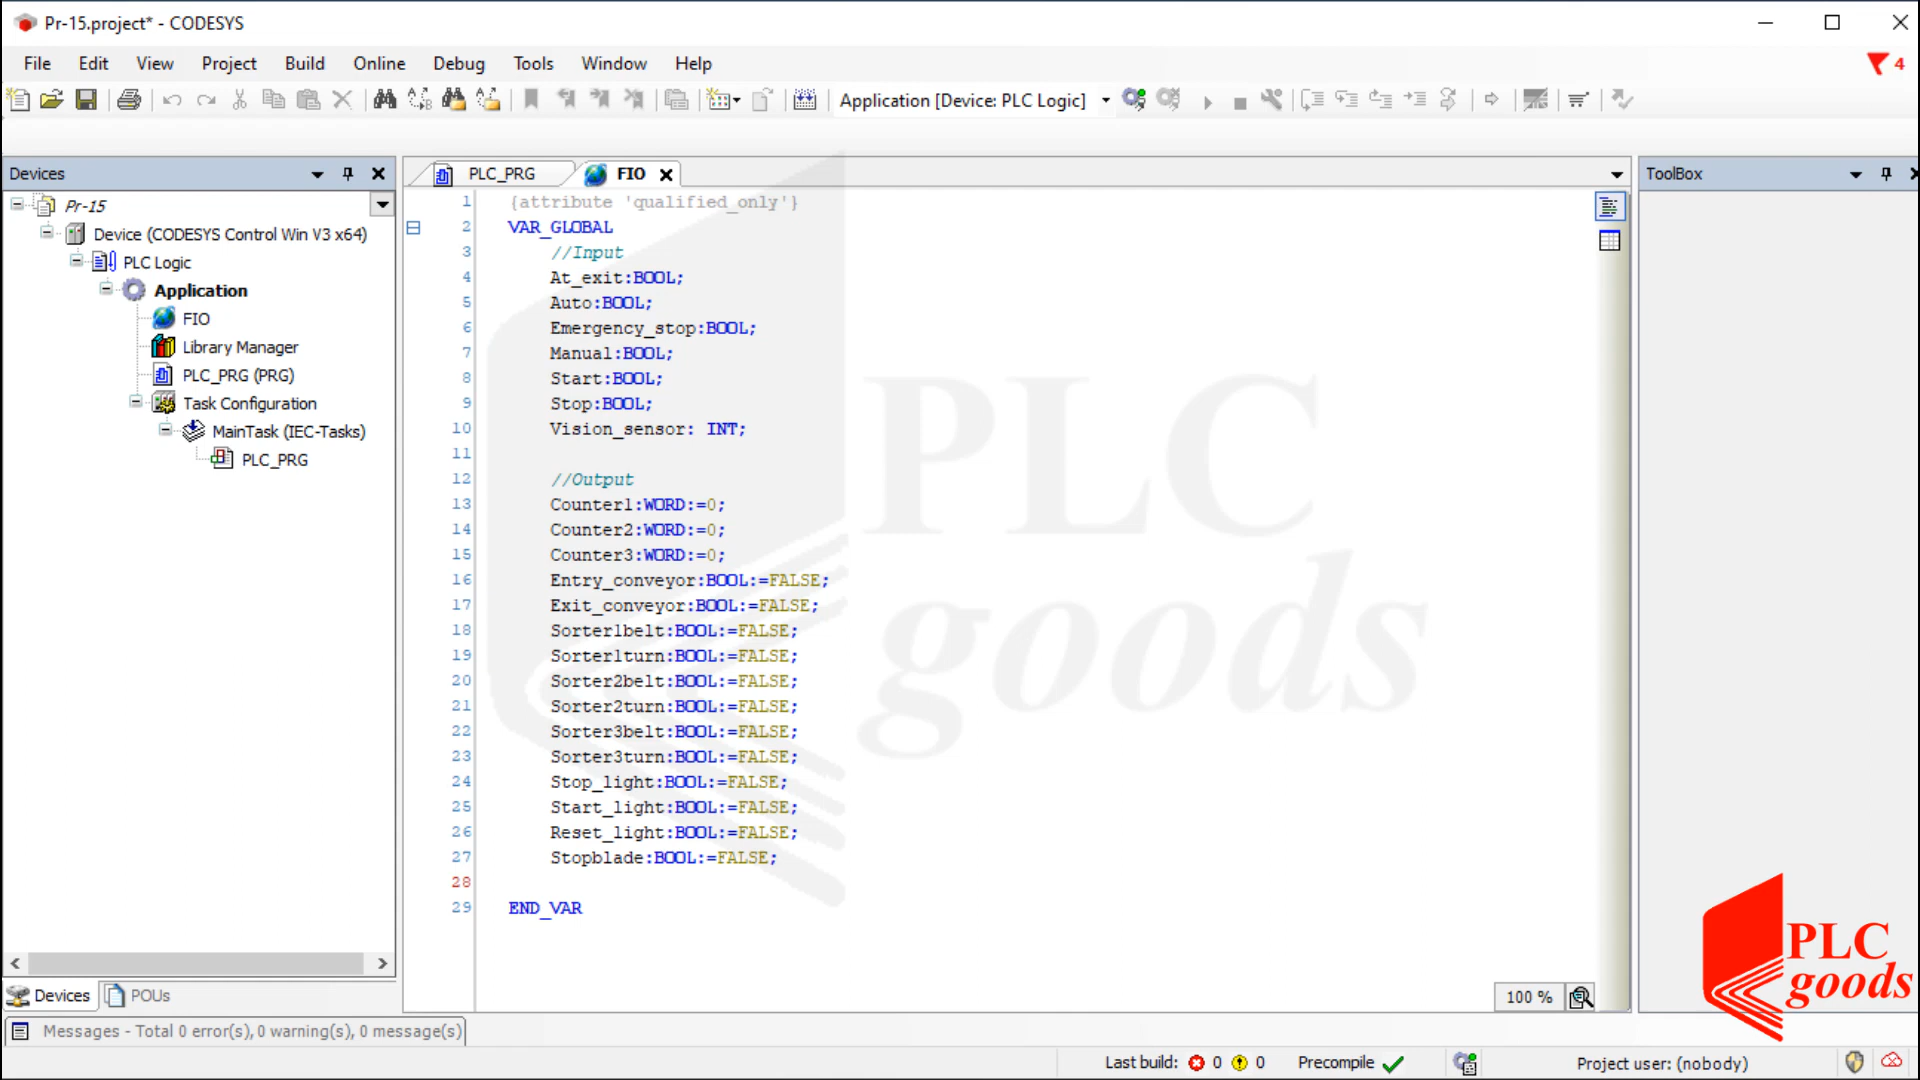 Pr-15.project* - CODESYS
File Edit View Project Build Online Debug Tools Window Help
4
Application [Device: PLC Logic]
Devices
Pr-15
Device (CODESYS Control Win V3 x64)
PLC Logic
Application
FIO
Library Manager
PLC_PRG (PRG)
Task Configuration
MainTask (IEC-Tasks)
PLC_PRG
Devices POUs
PLC_PRG FIO
1 {attribute 'qualified_only'}
2 VAR_GLOBAL
3 //Input
4 At_exit:BOOL;
5 Auto:BOOL;
6 Emergency_stop:BOOL;
7 Manual:BOOL;
8 Start:BOOL;
9 Stop:BOOL;
10 Vision_sensor: INT;
11
12 //Output
13 Counter1:WORD:=0;
14 Counter2:WORD:=0;
15 Counter3:WORD:=0;
16 Entry_conveyor:BOOL:=FALSE;
17 Exit_conveyor:BOOL:=FALSE;
18 Sorter1belt:BOOL:=FALSE;
19 Sorter1turn:BOOL:=FALSE;
20 Sorter2belt:BOOL:=FALSE;
21 Sorter2turn:BOOL:=FALSE;
22 Sorter3belt:BOOL:=FALSE;
23 Sorter3turn:BOOL:=FALSE;
24 Stop_light:BOOL:=FALSE;
25 Start_light:BOOL:=FALSE;
26 Reset_light:BOOL:=FALSE;
27 Stopblade:BOOL:=FALSE;
28
29 END_VAR
PLC
goods
100 %
ToolBox
PLC
goods
Messages - Total 0 error(s), 0 warning(s), 0 message(s)
Last build: 0 0 Precompile Project user: (nobody)